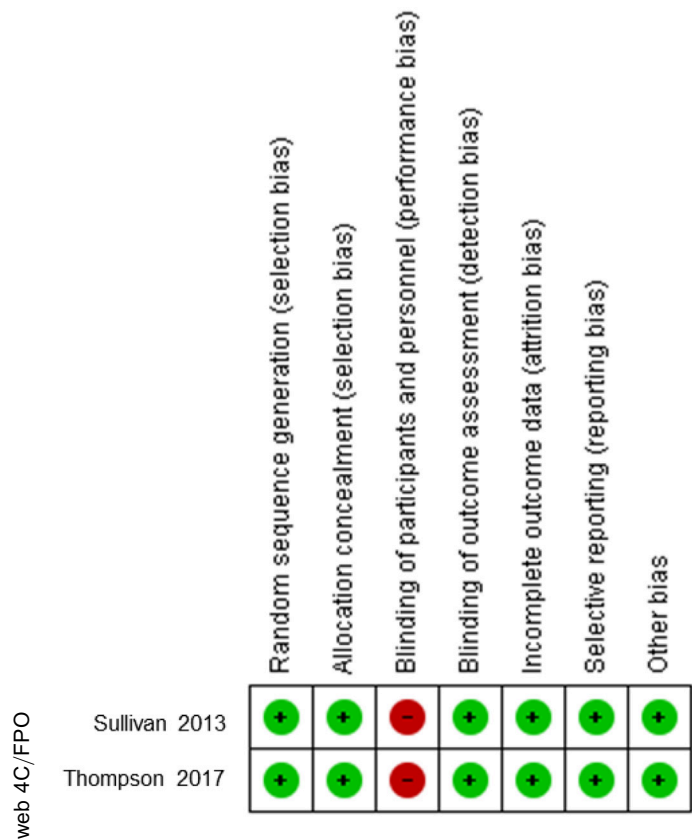 Random sequence generation (selection bias)
Allocation concealment (selection bias)
Blinding of participants and personnel (performance bias)
Blinding of outcome assessment (detection bias)
Incomplete outcome data (attrition bias)
Selective reporting (reporting bias)
Other bias
Sullivan 2013 + + - + + + +
Thompson 2017 + + - + + + +
web 4C/FPO